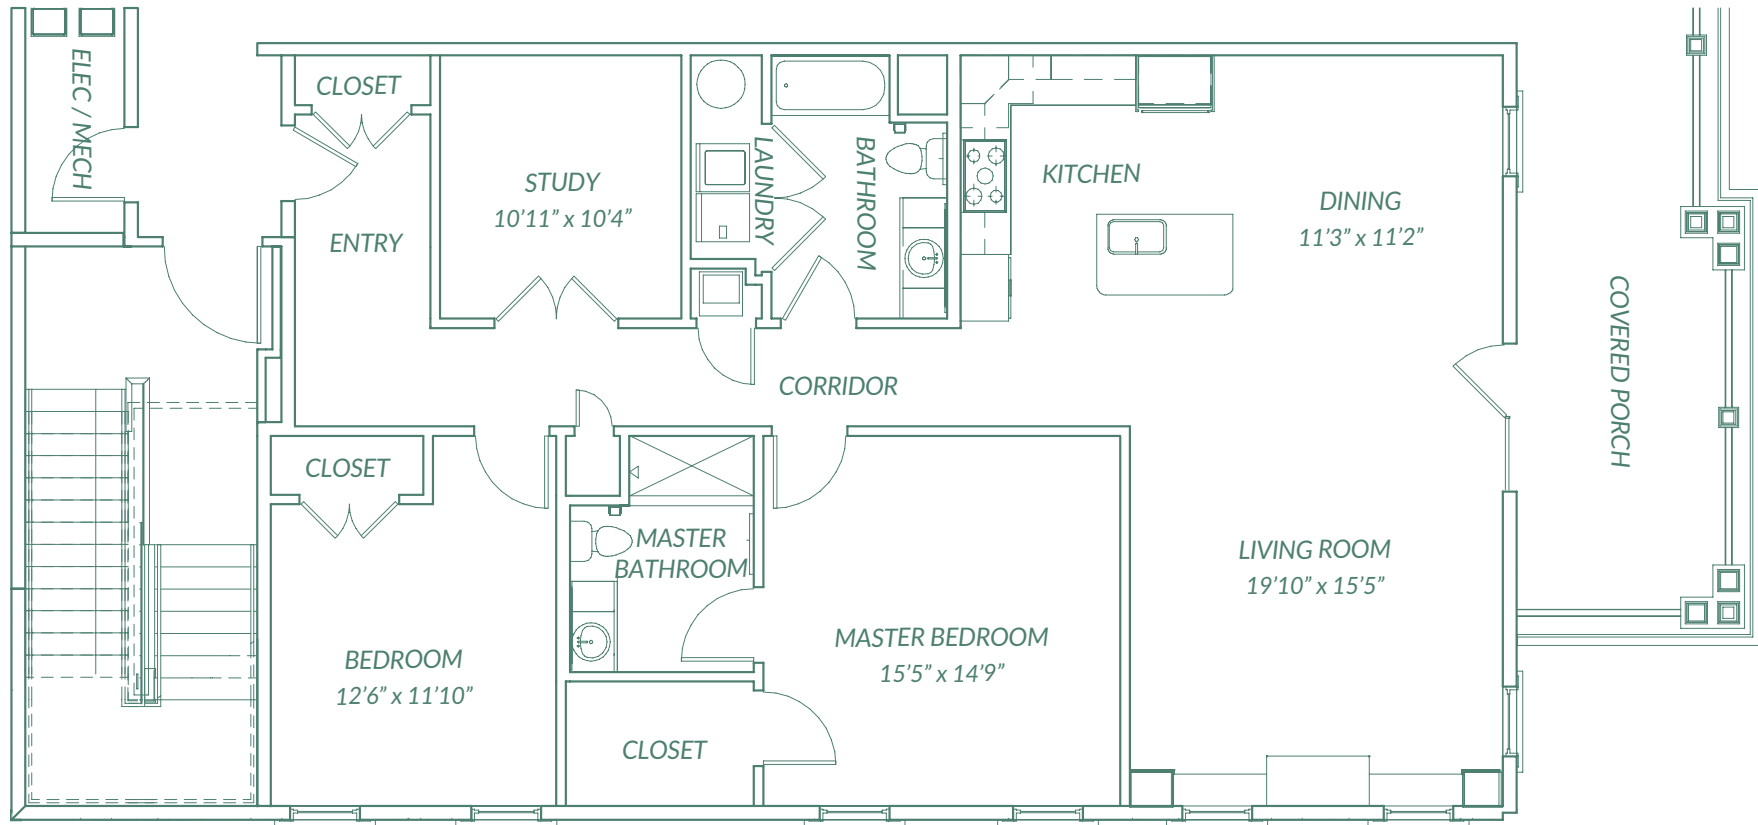 ELEC / MECH
CLOSET
STUDY
10'11" x 10'4"
ENTRY
LAUNDRY
BATHROOM
KITCHEN
DINING
11'3" x 11'2"
COVERED PORCH
CORRIDOR
CLOSET
MASTER
BATHROOM
LIVING ROOM
19'10" x 15'5"
BEDROOM
12'6" x 11'10"
MASTER BEDROOM
15'5" x 14'9"
CLOSET